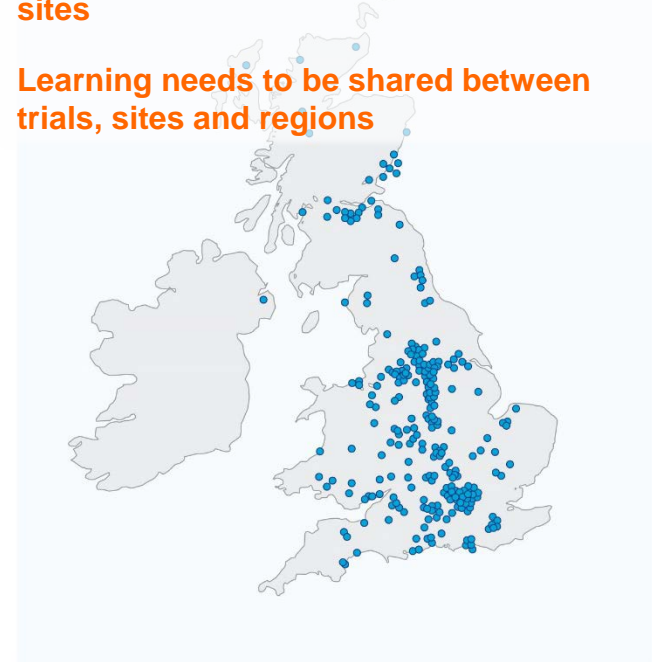 sites
Learning needs to be shared between
trials, sites and regions